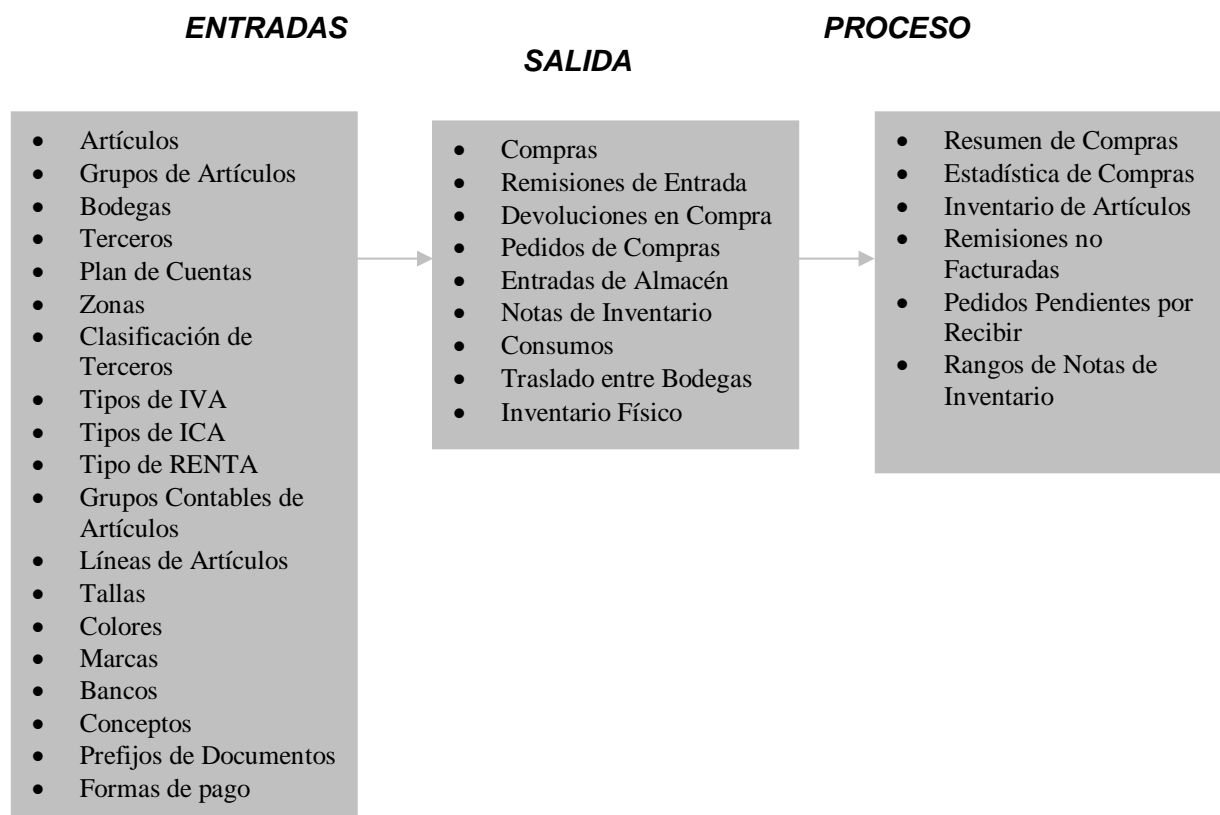 ENTRADAS
PROCESO
SALIDA
• Artículos
• Grupos de Artículos
• Bodegas
• Terceros
• Plan de Cuentas
• Zonas
• Clasificación de
Terceros
• Tipos de IVA
• Tipos de ICA
• Tipo de RENTA
• Grupos Contables de
Artículos
• Líneas de Artículos
• Tallas
• Colores
• Marcas
• Bancos
• Conceptos
• Prefijos de Documentos
• Formas de pago
• Compras
• Remisiones de Entrada
• Devoluciones en Compra
• Pedidos de Compras
• Entradas de Almacén
• Notas de Inventario
• Consumos
• Traslado entre Bodegas
• Inventario Físico
• Resumen de Compras
• Estadística de Compras
• Inventario de Artículos
• Remisiones no
Facturadas
• Pedidos Pendientes por
Recibir
• Rangos de Notas de
Inventario